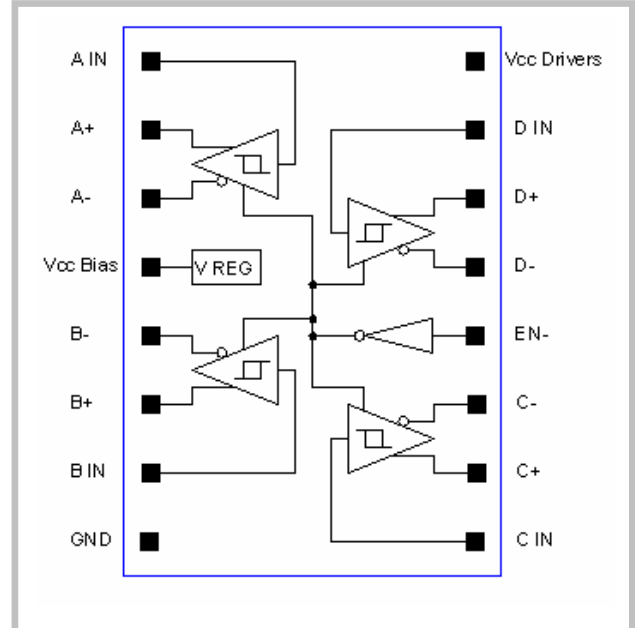 A IN
A+
A-
Vcc Bias
V REG
B-
B+
B IN
GND
Vcc Drivers
D IN
D+
D-
EN-
C-
C+
C IN